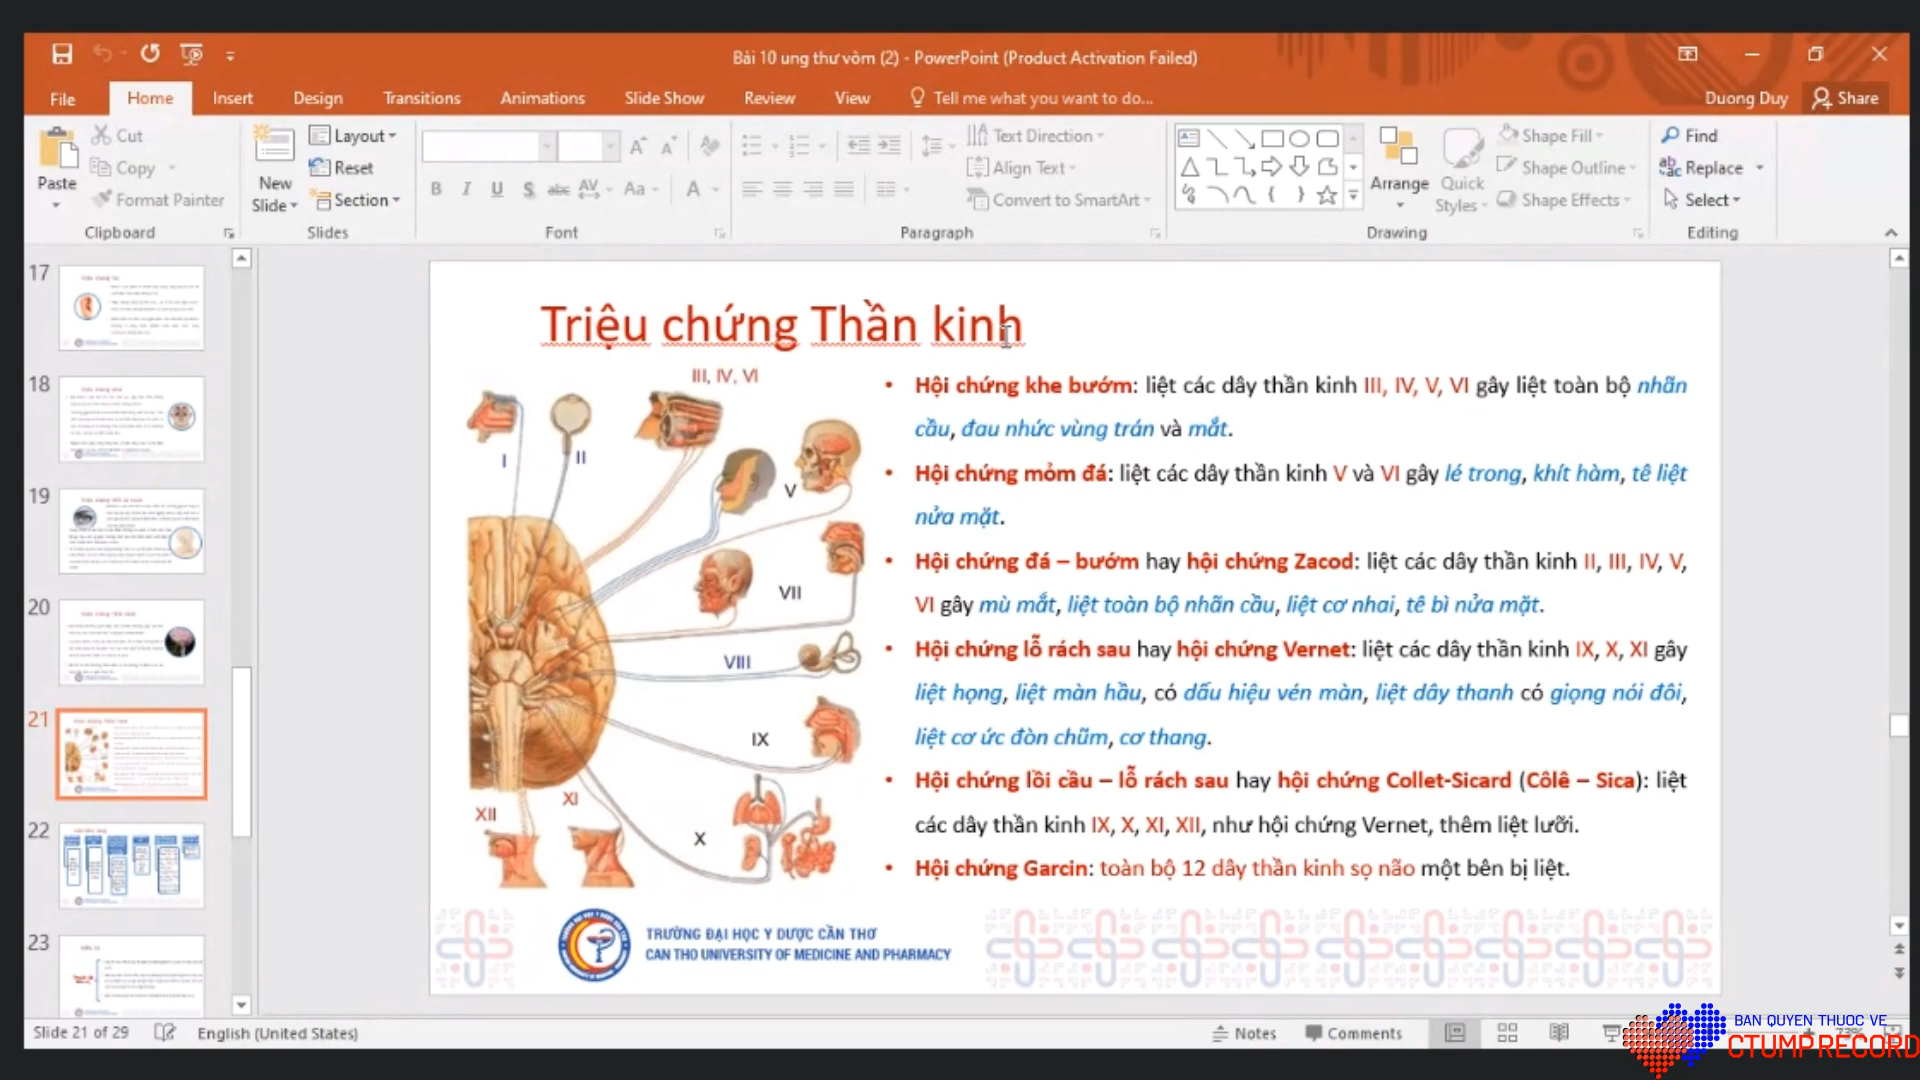 Bài 10 ung thư vòm (2) - PowerPoint (Product Activation Failed)
File Home Insert Design Transitions Animations Slide Show Review View Tell me what you want to do... Duong Duy Share
Paste Cut Copy Format Painter
Clipboard
New Slide Layout Reset Section
Slides
B I U S abc AV Aa A
Font
Text Direction
Align Text
Convert to SmartArt
Paragraph
Arrange
Quick Styles
Shape Fill
Shape Outline
Shape Effects
Drawing
Find
Replace
Select
Editing
17
18
19
20
21
22
23
Triệu chứng Thần kinh
III, IV, VI
I
II
V
VII
VIII
IX
X
XI
XII
• Hội chứng khe bướm: liệt các dây thần kinh III, IV, V, VI gây liệt toàn bộ nhãn
cầu, đau nhức vùng trán và mắt.
• Hội chứng mỏm đá: liệt các dây thần kinh V và VI gây lé trong, khít hàm, tê liệt
nửa mặt.
• Hội chứng đá – bướm hay hội chứng Zacod: liệt các dây thần kinh II, III, IV, V,
VI gây mù mắt, liệt toàn bộ nhãn cầu, liệt cơ nhai, tê bì nửa mặt.
• Hội chứng lỗ rách sau hay hội chứng Vernet: liệt các dây thần kinh IX, X, XI gây
liệt họng, liệt màn hầu, có dấu hiệu vén màn, liệt dây thanh có giọng nói đôi,
liệt cơ ức đòn chũm, cơ thang.
• Hội chứng lồi cầu – lỗ rách sau hay hội chứng Collet-Sicard (Côlê – Sica): liệt
các dây thần kinh IX, X, XI, XII, như hội chứng Vernet, thêm liệt lưỡi.
• Hội chứng Garcin: toàn bộ 12 dây thần kinh sọ não một bên bị liệt.
TRƯỜNG ĐẠI HỌC Y DƯỢC CẦN THƠ
CAN THO UNIVERSITY OF MEDICINE AND PHARMACY
Slide 21 of 29 English (United States) Notes Comments
BAN QUYEN THUOC VE
CTUMP RECORD